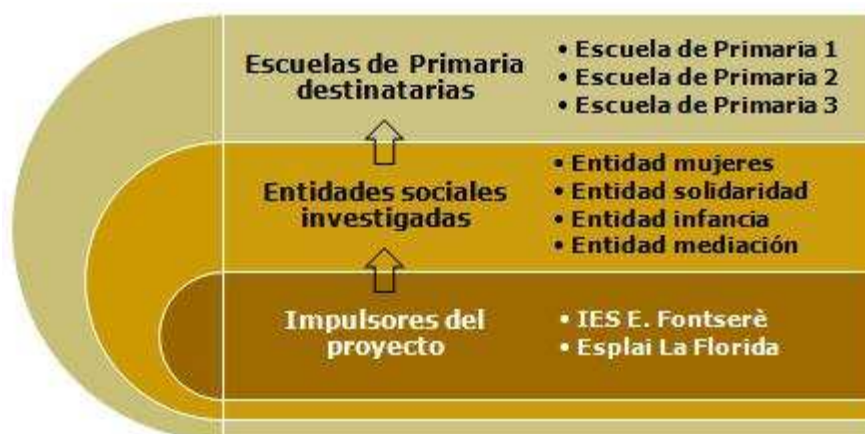 Escuelas de Primaria
destinatarias
• Escuela de Primaria 1
• Escuela de Primaria 2
• Escuela de Primaria 3
Entidades sociales
investigadas
• Entidad mujeres
• Entidad solidaridad
• Entidad infancia
• Entidad mediación
Impulsores del
proyecto
• IES E. Fontserè
• Esplai La Florida